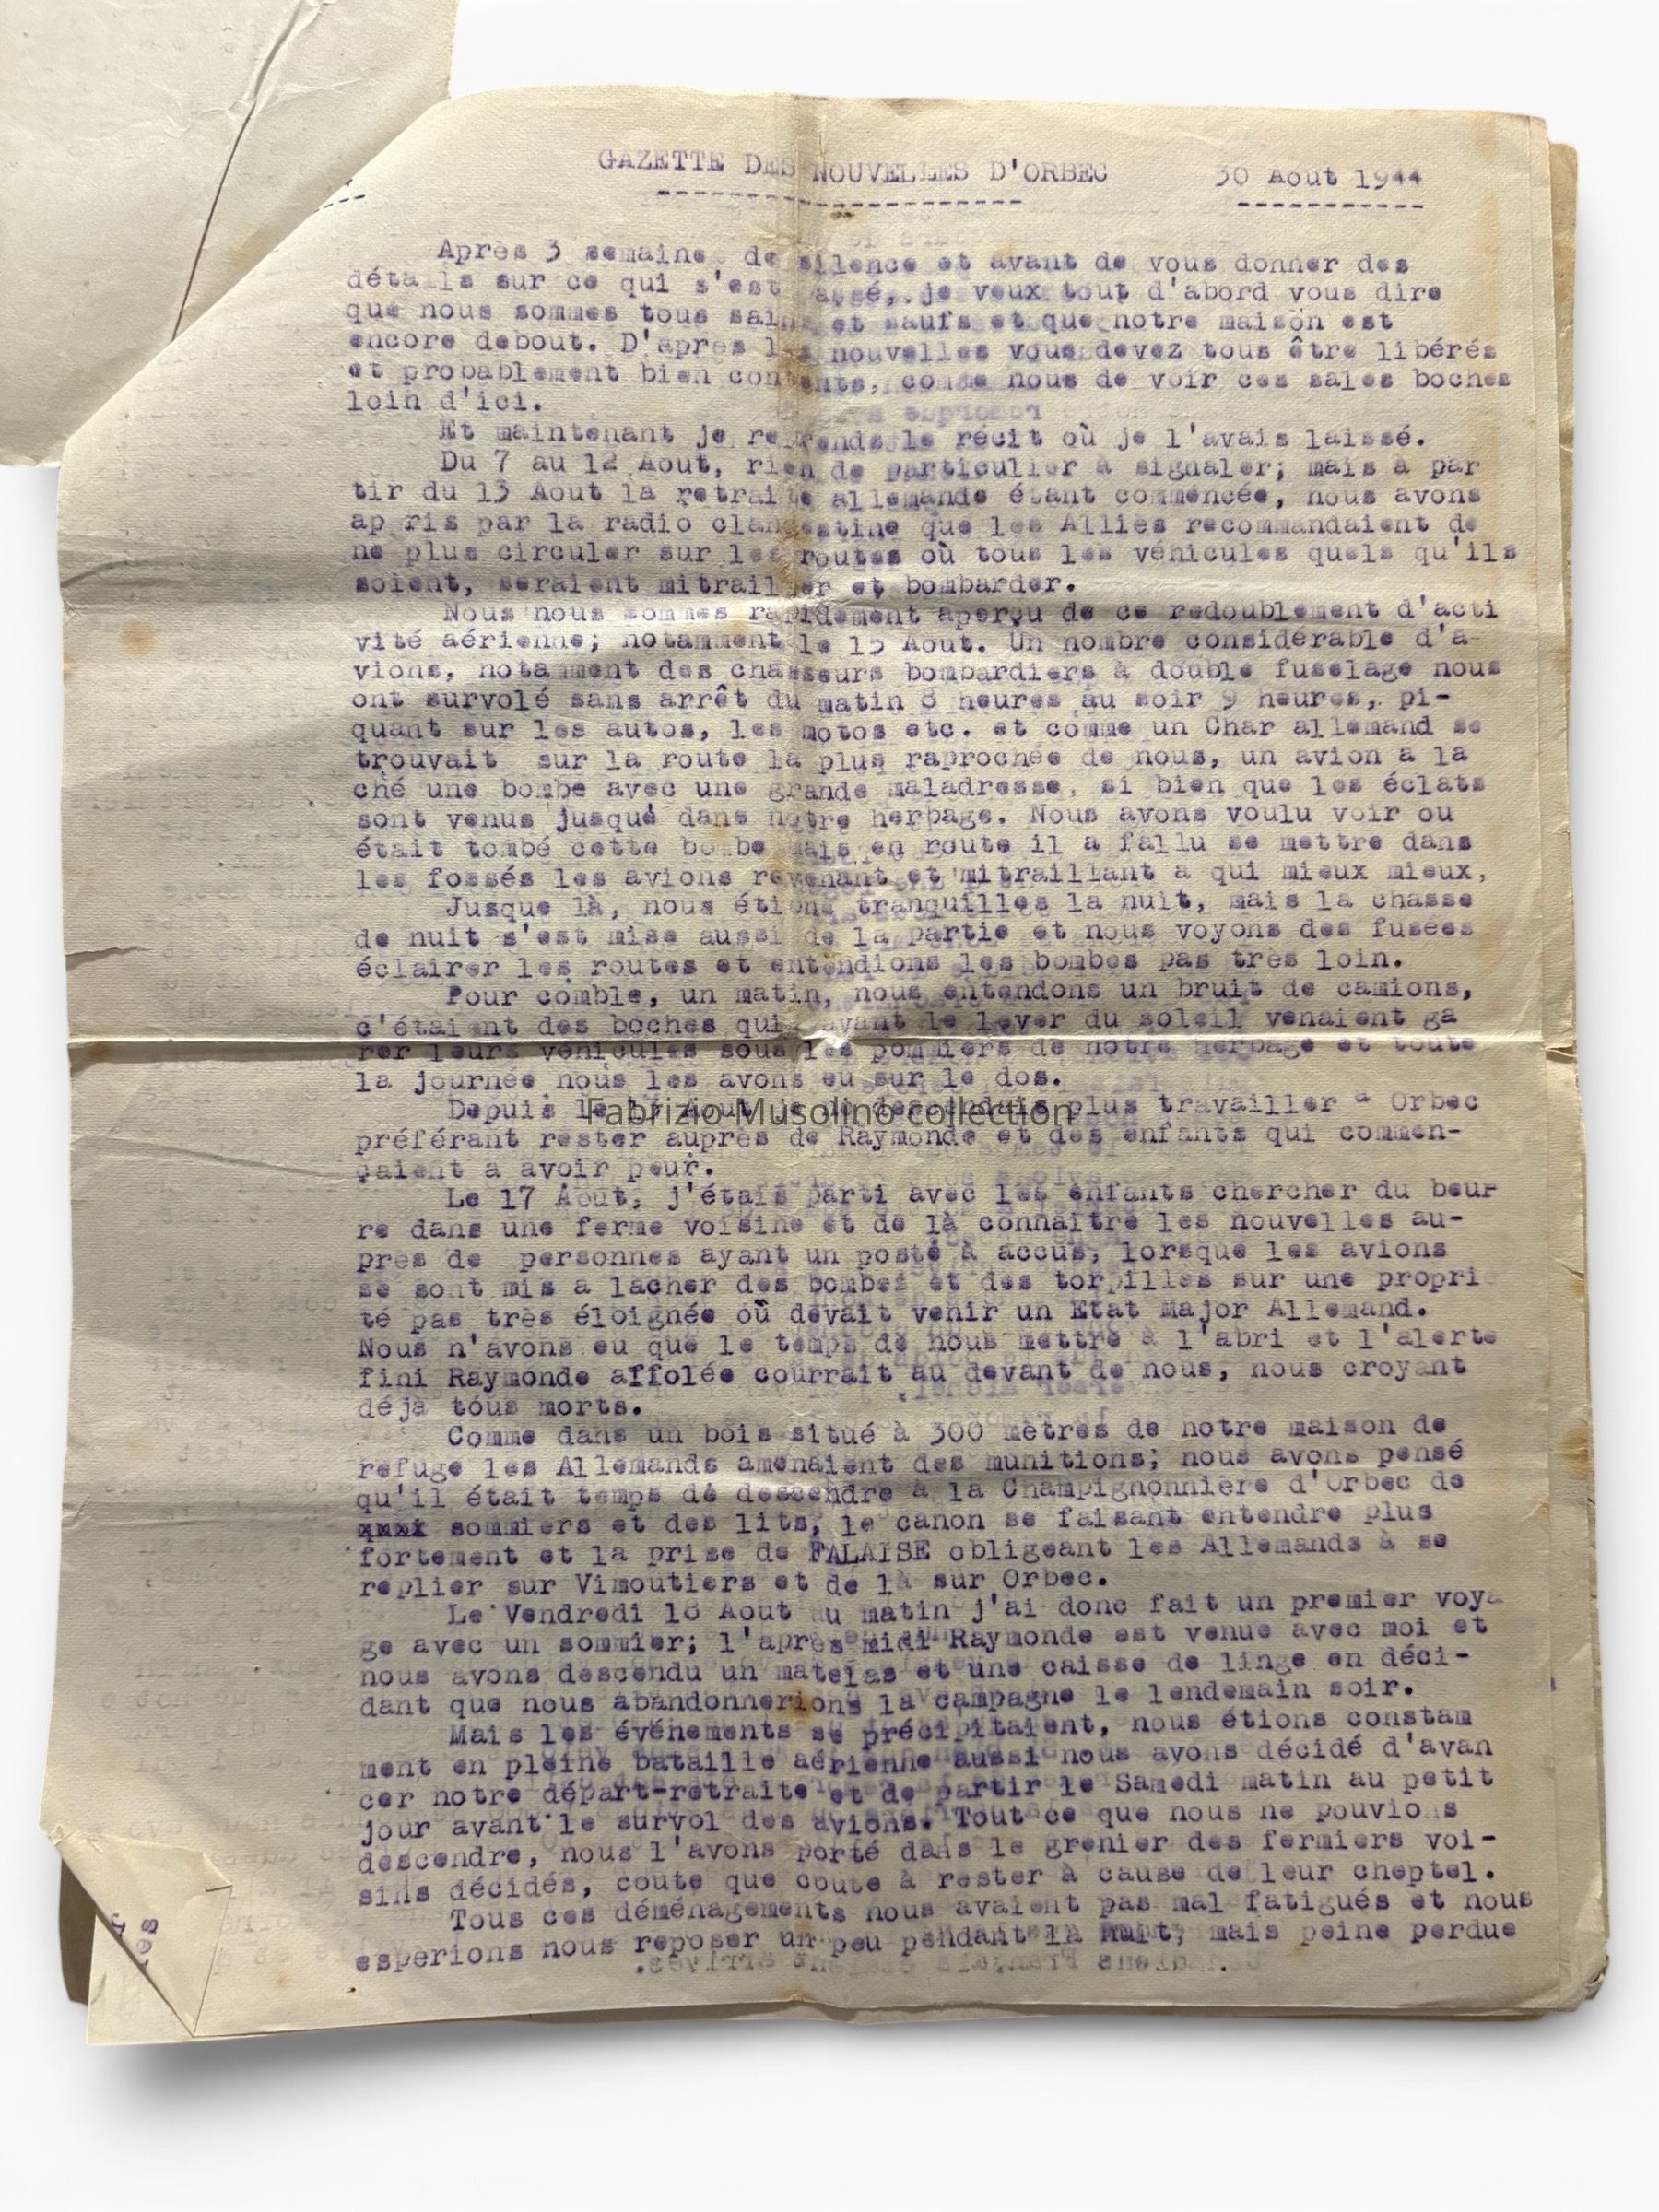 GAZETTE DES NOUVELLES D'ORBEC 30 Aout 1944
Après 3 semaines de silence et avant de vous donner des
détails sur ce qui s'est passé, je veux tout d'abord vous dire
que nous sommes tous sains et saufs et que notre maison est
encore debout. D'après les nouvelles vous devez tous être libérés
et probablement bien contents, comme nous de voir ces sales boches
loin d'ici.
Et maintenant je reprends le récit où je l'avais laissé.
Du 7 au 12 Aout, rien de particulier à signaler; mais à par
tir du 13 Aout la retraite allemande étant commencée, nous avons
ap ris par la radio clandestine que les Alliés recommandaient de
ne plus circuler sur les routes où tous les véhicules quels qu'ils
soient, seraient mitrailler et bombarder.
Nous nous sommes rapidement aperçu de ce redoublement d'acti
vité aérienne; notamment le 15 Aout. Un nombre considérable d'a-
vions, notamment des chasseurs bombardiers à double fuselage nous
ont survolé sans arrêt du matin 8 heures au soir 9 heures, pi-
quant sur les autos, les motos etc. et comme un Char allemand se
trouvait sur la route la plus raprochée de nous, un avion a la
ché une bombe avec une grande maladresse, si bien que les éclats
sont venus jusque dans notre herbage. Nous avons voulu voir ou
était tombé cette bombe mais en route il a fallu se mettre dans
les fossés les avions revenant et mitraillant a qui mieux mieux,
Jusque là, nous étions tranquilles la nuit, mais la chasse
de nuit s'est mise aussi de la partie et nous voyons des fusées
éclairer les routes et entendions les bombes pas très loin.
Pour comble, un matin, nous entendons un bruit de camions,
c'étaient des boches qui avant le lever du soleil venaient ga
rer leurs véhicules sous les pommiers de notre herbage et toute
la journée nous les avons eu sur le dos.
Depuis le Aout je ne descendais plus travailler a Orbec
Fabrizio Musolino collection
préférant rester auprès de Raymonde et des enfants qui commen-
çaient a avoir peur.
Le 17 Aout, j'étais parti avec les enfants chercher du beur
re dans une ferme voisine et de là connaitre les nouvelles au-
près de personnes ayant un poste à accus, lorsque les avions
se sont mis a lacher des bombes et des torpilles sur une proprié
té pas très éloignée où devait venir un Etat Major Allemand.
Nous n'avons eu que le temps de nous mettre à l'abri et l'alerte
fini Raymonde affolée courrait au devant de nous, nous croyant
déjà tous morts.
Comme dans un bois situé à 300 mètres de notre maison de
refuge les Allemands amenaient des munitions; nous avons pensé
qu'il était temps de descendre à la Champignonnière d'Orbec de
xxxx sommiers et des lits, le canon se faisant entendre plus
fortement et la prise de FALAISE obligeant les Allemands à se
replier sur Vimoutiers et de là sur Orbec.
Le Vendredi 18 Aout au matin j'ai donc fait un premier voya
ge avec un sommier; l'après midi Raymonde est venue avec moi et
nous avons descendu un matelas et une caisse de linge en déci-
dant que nous abandonnerions la campagne le lendemain soir.
Mais les événements se précipitaient, nous étions constam
ment en pleine bataille aérienne aussi nous avons décidé d'avan
cer notre départ-retraite et de partir le Samedi matin au petit
jour avant le survol des avions. Tout ce que nous ne pouvions
descendre, nous l'avons porté dans le grenier des fermiers voi-
sins décidés, coute que coute à rester à cause de leur cheptel.
Tous ces déménagements nous avaient pas mal fatigués et nous
esperions nous reposer un peu pendant la nuit; mais peine perdue